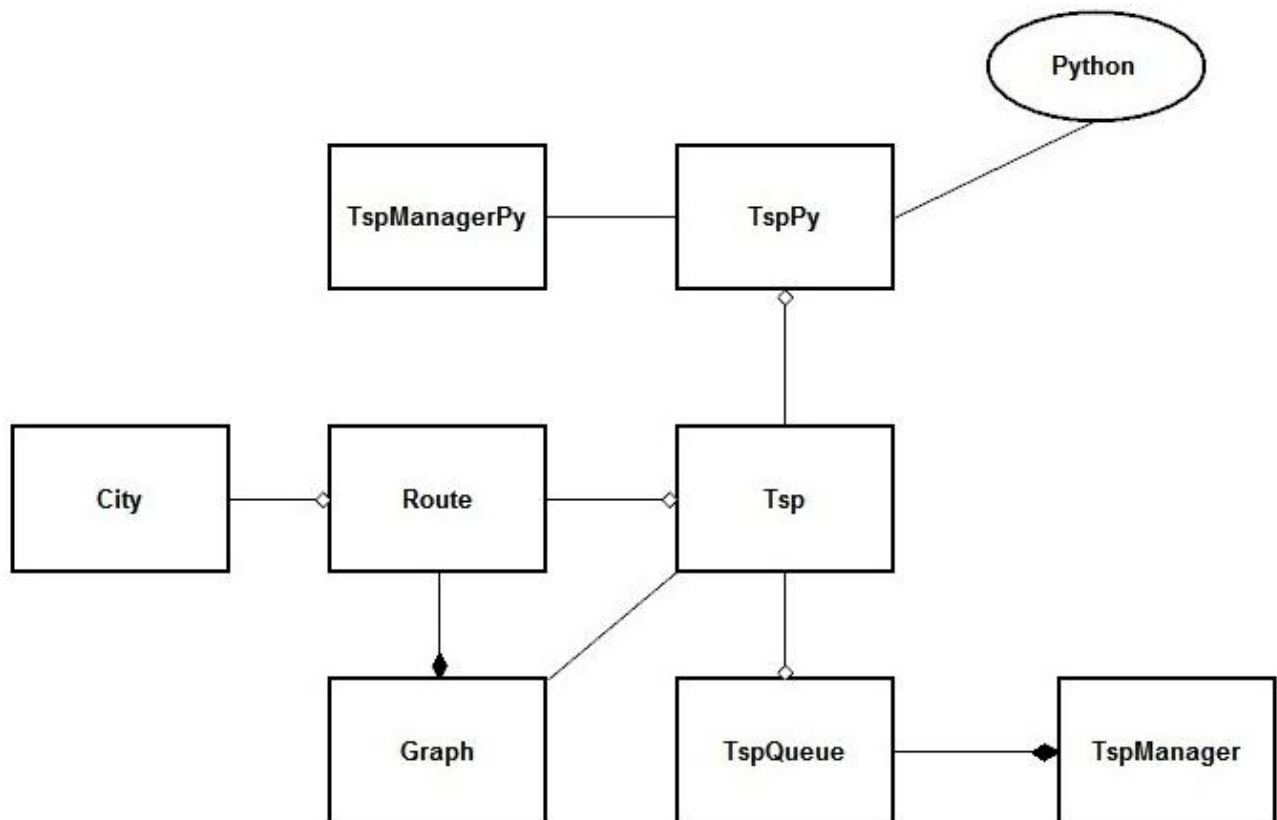 Python
TspManagerPy
TspPy
City
Route
Tsp
Graph
TspQueue
TspManager